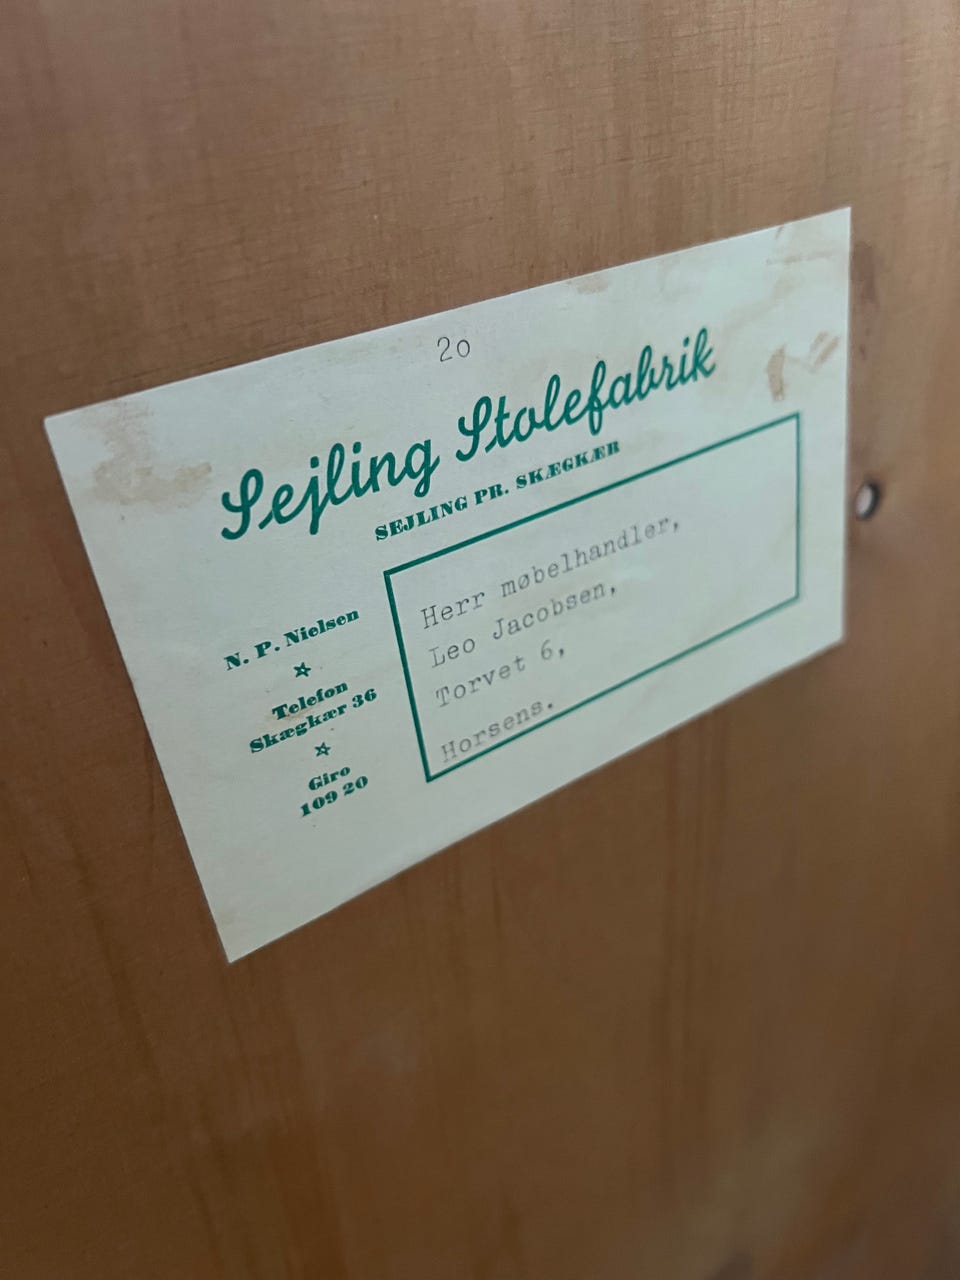 20
Sejling Stolefabrik
SEJLING PR. SKÆGKÆR
N. P. Nielsen
Telefon
Skægkær 36
Giro
109 20
Herr møbelhandler,
Leo Jacobsen,
Torvet 6,
Horsens.